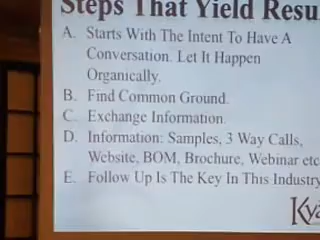 Steps That Yield Resu
A. Starts With The Intent To Have A
Conversation. Let It Happen
Organically.
B. Find Common Ground.
C. Exchange Information.
D. Information: Samples, 3 Way Calls,
Website, BOM, Brochure, Webinar etc
E. Follow Up Is The Key In This Industry
Kyä